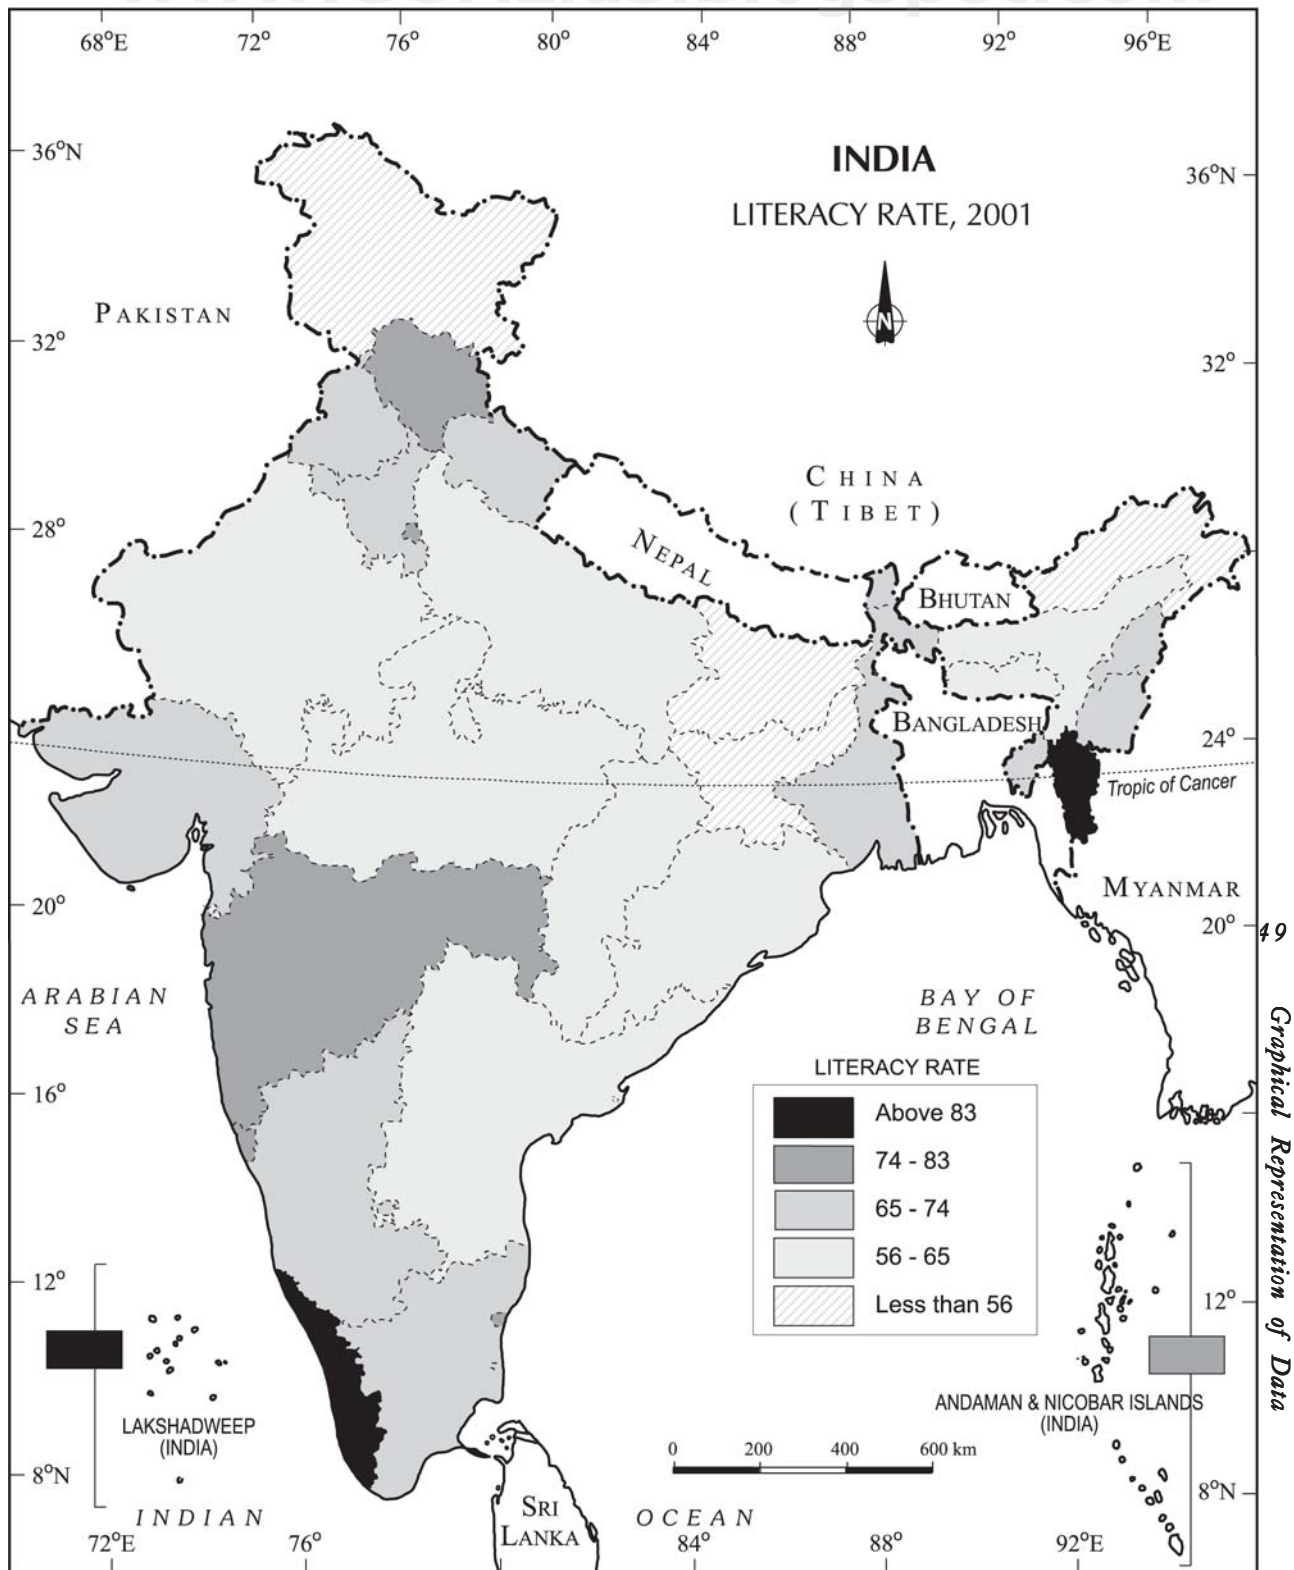 68°E 72° 76° 80° 84° 88° 92° 96°E
36°N
INDIA
LITERACY RATE, 2001
36°N
N
PAKISTAN
32°
32°
CHINA
(TIBET)
28°
NEPAL
BHUTAN
BANGLADESH
24°
Tropic of Cancer
MYANMAR
20°
20°
49
ARABIAN
SEA
BAY OF
BENGAL
Graphical Representation of Data
16°
LITERACY RATE
Above 83
74 - 83
65 - 74
56 - 65
Less than 56
12°
12°
LAKSHADWEEP
(INDIA)
ANDAMAN & NICOBAR ISLANDS
(INDIA)
0 200 400 600 km
8°N
8°N
INDIAN
SRI
LANKA
OCEAN
72°E 76° 84° 88° 92°E